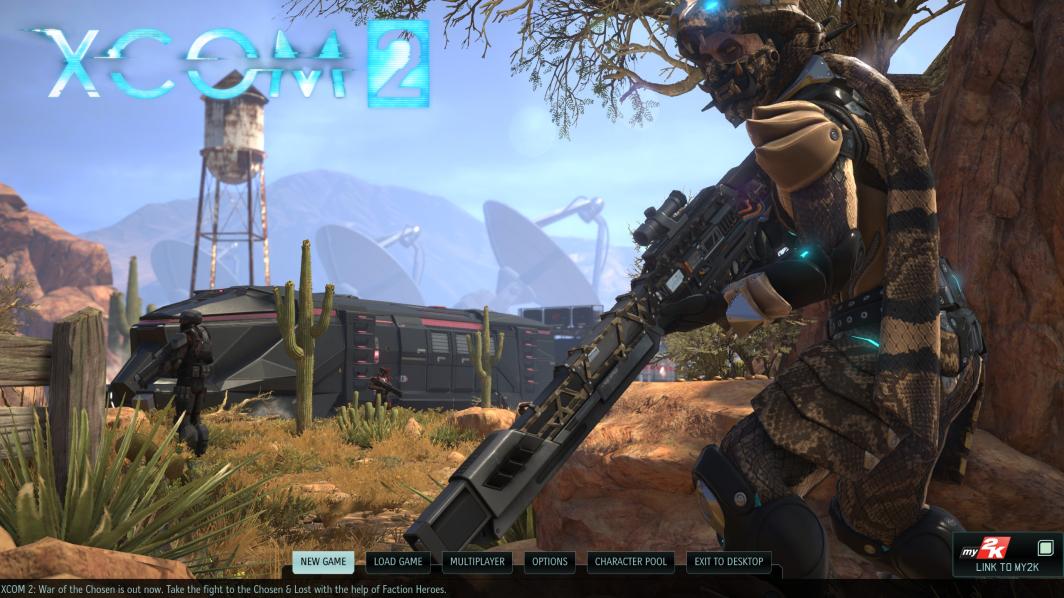 XCOM 2
NEW GAME
LOAD GAME
MULTIPLAYER
OPTIONS
CHARACTER POOL
EXIT TO DESKTOP
my2K
LINK TO MY2K
XCOM 2: War of the Chosen is out now. Take the fight to the Chosen & Lost with the help of Faction Heroes.